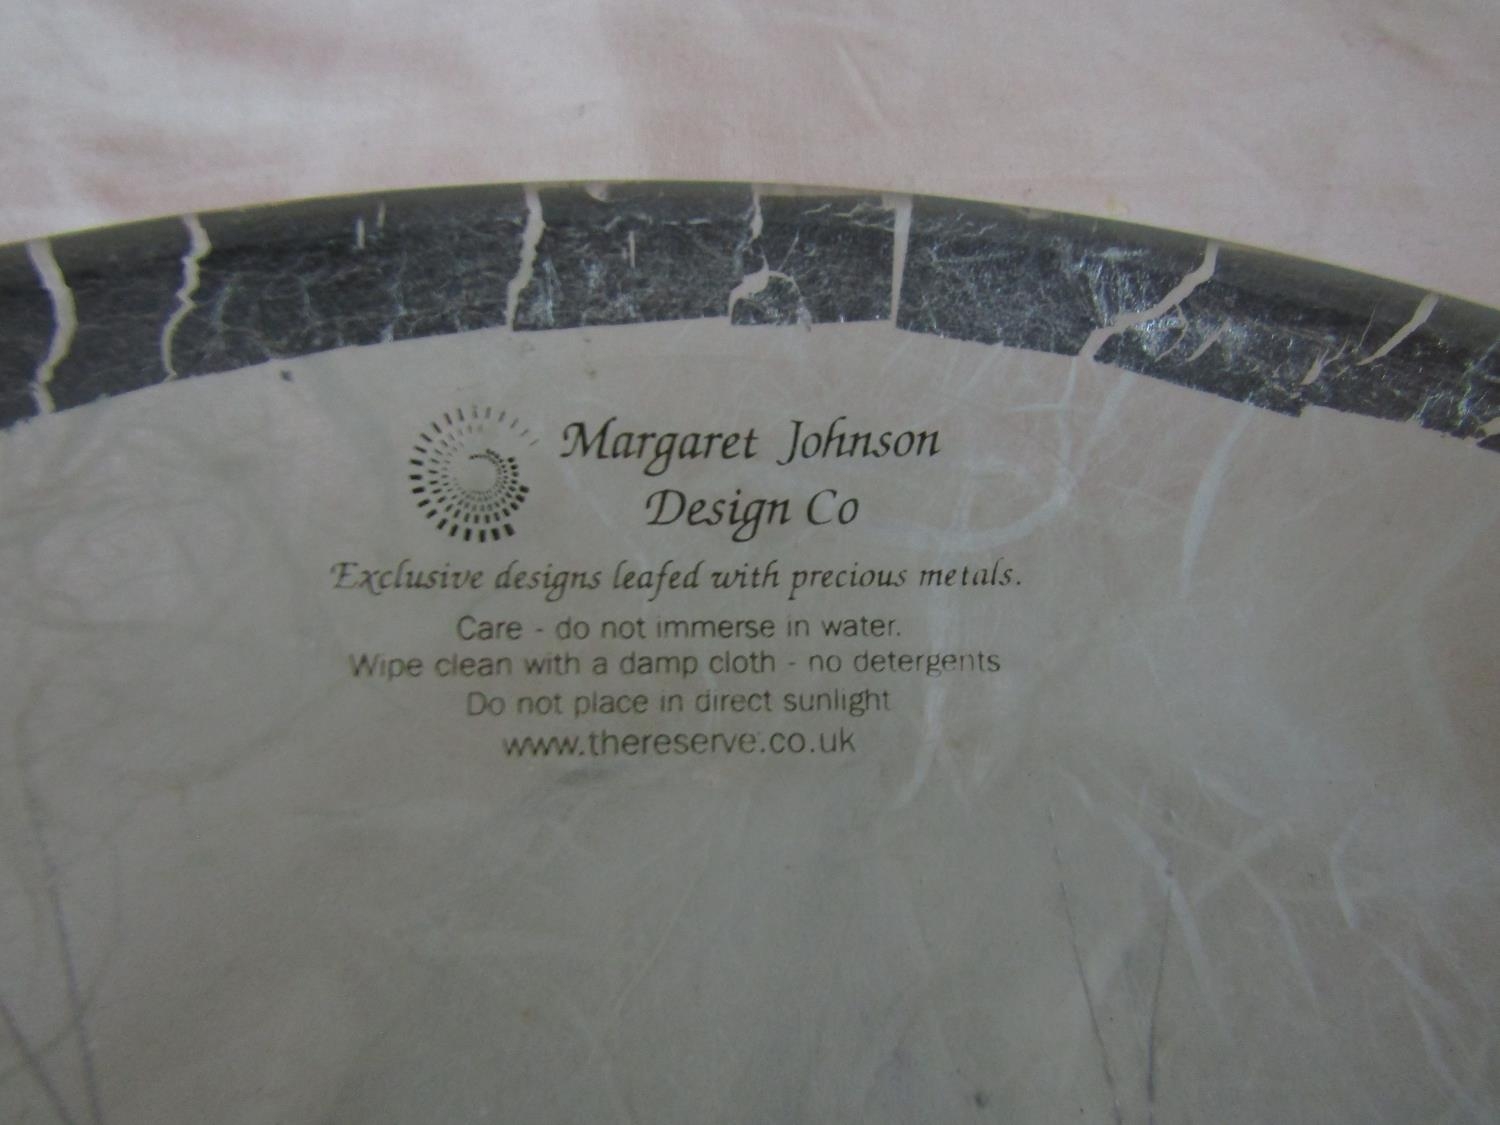 Margaret Johnson
Design Co
Exclusive designs leafed with precious metals.
Care - do not immerse in water.
Wipe clean with a damp cloth - no detergents
Do not place in direct sunlight
www.thereserve.co.uk